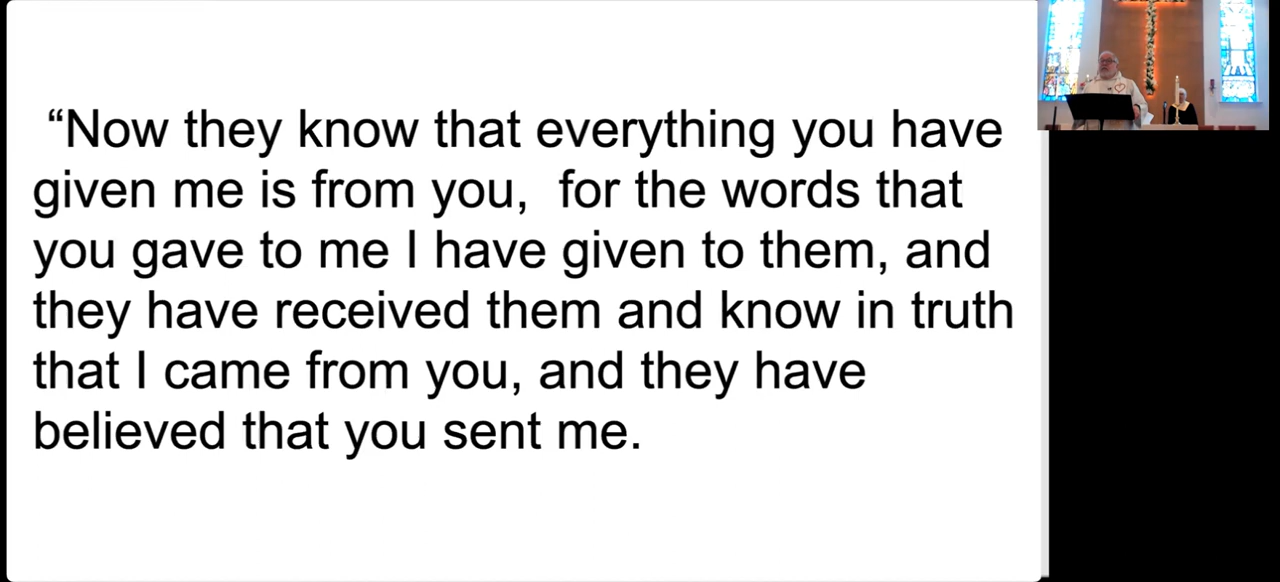 “Now they know that everything you have
given me is from you,  for the words that
you gave to me I have given to them, and
they have received them and know in truth
that I came from you, and they have
believed that you sent me.